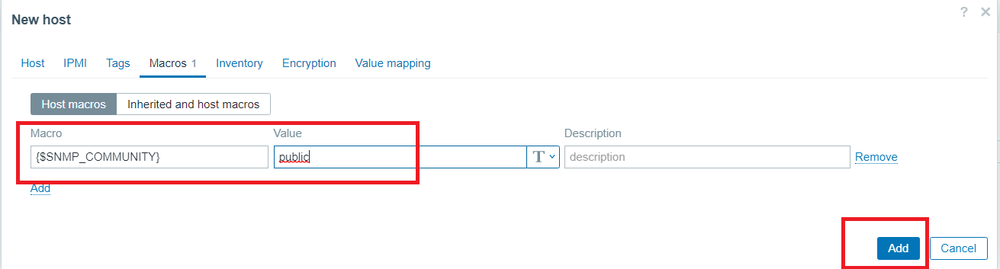 New host
? ×
Host IPMI Tags Macros 1 Inventory Encryption Value mapping
Host macros Inherited and host macros
Macro Value Description
{$SNMP_COMMUNITY} public T description Remove
Add
Add Cancel